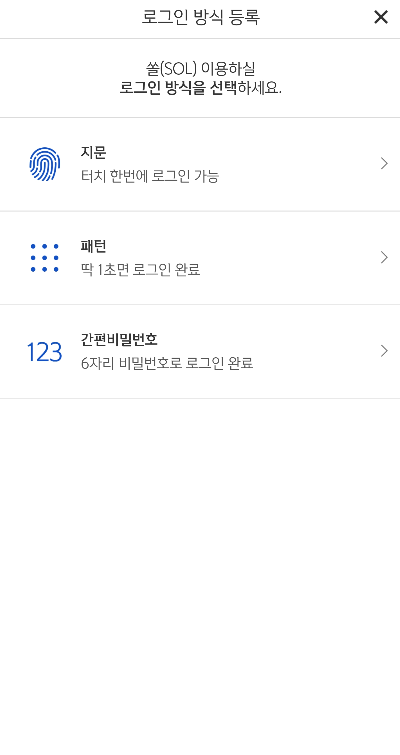 로그인 방식 등록
쏠(SOL) 이용하실
로그인 방식을 선택하세요.
지문
터치 한번에 로그인 가능
패턴
딱 1초면 로그인 완료
123
간편비밀번호
6자리 비밀번호로 로그인 완료